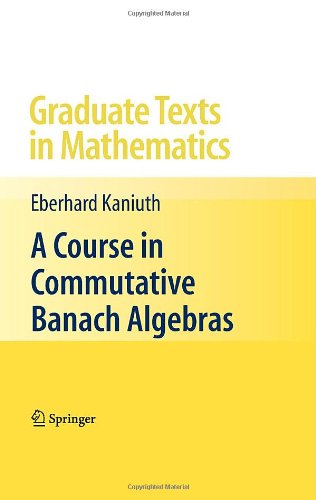 Copyrighted Material
Graduate Texts
in Mathematics
Eberhard Kaniuth
A Course in
Commutative
Banach Algebras
Springer
Copyrighted Material